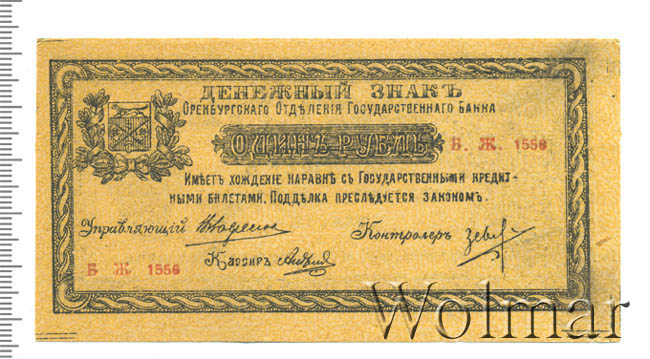 ДЕНЕЖНЫЙ ЗНАКЪ
ОРЕНБУРГСКАГО ОТДѢЛЕНІЯ ГОСУДАРСТВЕННАГО БАНКА
ОДИНЪ РУБЛЬ
Б. Ж. 1556
ИМѢЕТЪ ХОЖДЕНІЕ НАРАВНѢ СЪ ГОСУДАРСТВЕННЫМИ КРЕДИТ-
НЫМИ БИЛЕТАМИ. ПОДДѢЛКА ПРЕСЛѢДУЕТСЯ ЗАКОНОМЪ.
Управляющій
Контролеръ
Б Ж 1556
Кассиръ
Wolmar